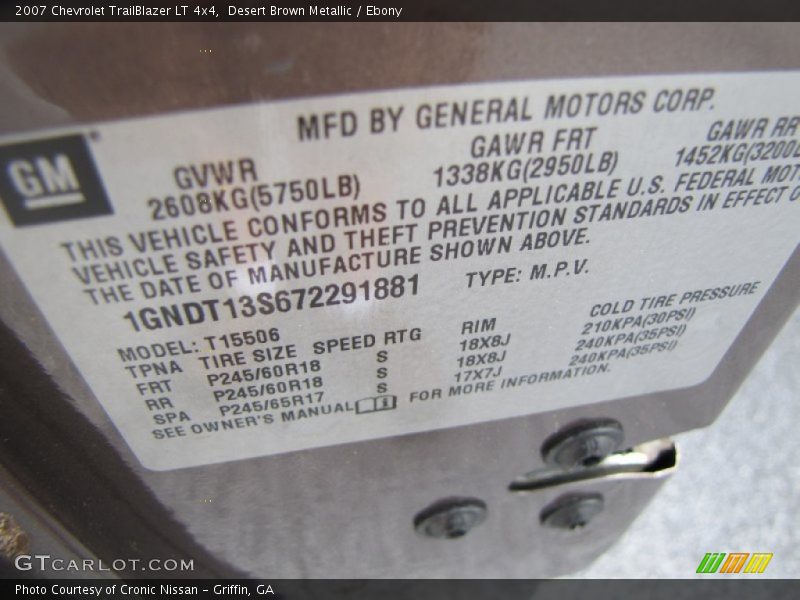 2007 Chevrolet TrailBlazer LT 4x4, Desert Brown Metallic / Ebony
MFD BY GENERAL MOTORS CORP.
GM
GVWR GAWR FRT GAWR RR
2608KG(5750LB) 1338KG(2950LB) 1452KG(3200L
THIS VEHICLE CONFORMS TO ALL APPLICABLE U.S. FEDERAL MOT
VEHICLE SAFETY AND THEFT PREVENTION STANDARDS IN EFFECT O
THE DATE OF MANUFACTURE SHOWN ABOVE.
1GNDT13S672291881 TYPE: M.P.V.
MODEL: T15506
TPNA TIRE SIZE SPEED RTG RIM COLD TIRE PRESSURE
FRT P245/60R18 S 18X8J 210KPA(30PSI)
RR P245/60R18 S 18X8J 240KPA(35PSI)
SPA P245/65R17 S 17X7J 240KPA(35PSI)
SEE OWNER'S MANUAL FOR MORE INFORMATION.
GTCARLOT.COM
Photo Courtesy of Cronic Nissan - Griffin, GA